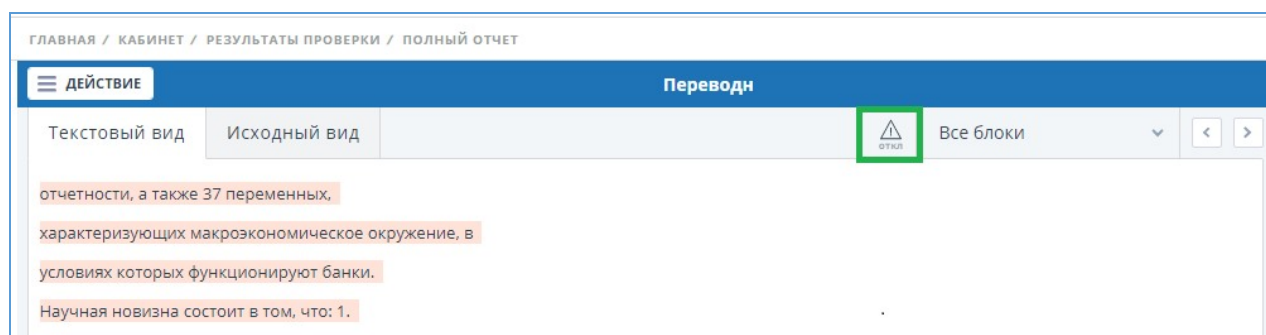 ГЛАВНАЯ / КАБИНЕТ / РЕЗУЛЬТАТЫ ПРОВЕРКИ / ПОЛНЫЙ ОТЧЕТ
ДЕЙСТВИЕ Переводн
Текстовый вид Исходный вид откл Все блоки < >
отчетности, а также 37 переменных,
характеризующих макроэкономическое окружение, в
условиях которых функционируют банки.
Научная новизна состоит в том, что: 1. .